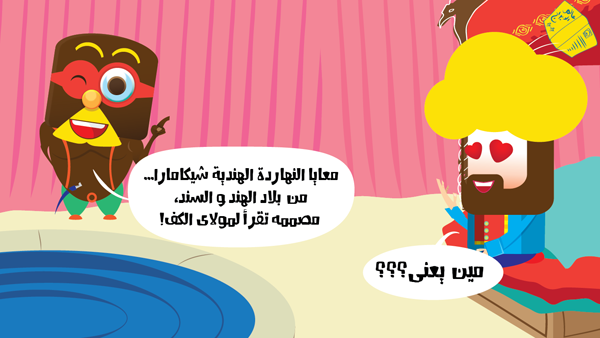 معايا النهاردة الهندية شيكامارا...
من بلاد الهند و السند،
مصممه تقرأ لمولاى الكف!
مين يعنى؟؟؟